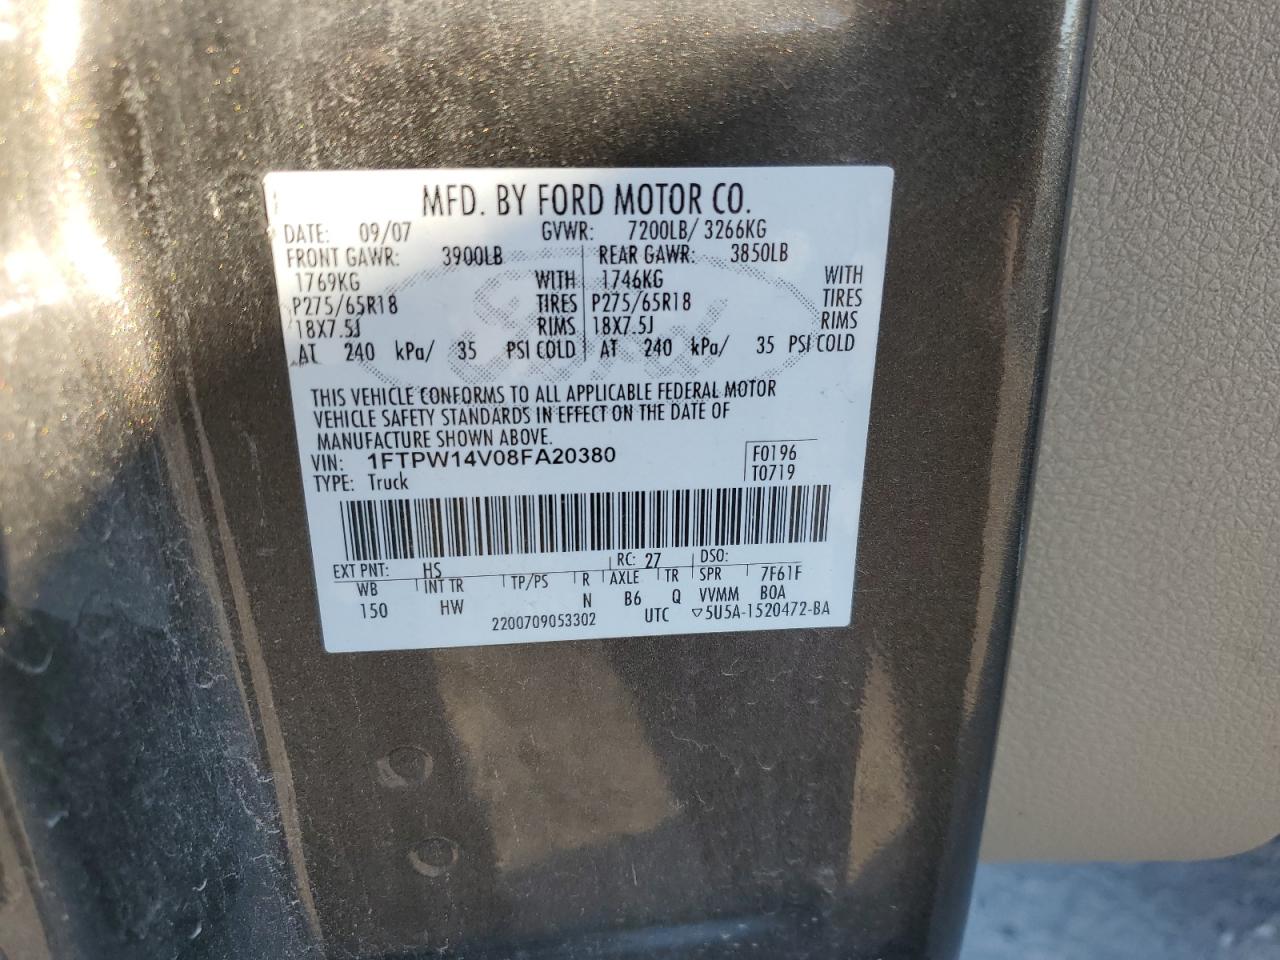 MFD. BY FORD MOTOR CO.
DATE: 09/07 GVWR: 7200LB/ 3266KG
FRONT GAWR: 3900LB REAR GAWR: 3850LB
1769KG WITH 1746KG WITH
P275/65R18 TIRES P275/65R18 TIRES
18X7.5J RIMS 18X7.5J RIMS
AT 240 kPa/ 35 PSI COLD AT 240 kPa/ 35 PSI COLD
THIS VEHICLE CONFORMS TO ALL APPLICABLE FEDERAL MOTOR
VEHICLE SAFETY STANDARDS IN EFFECT ON THE DATE OF
MANUFACTURE SHOWN ABOVE.
VIN: 1FTPW14V08FA20380 F0196
TYPE: Truck T0719
EXT PNT: HS RC: 27 DSO:
WB INT TR TP/PS R AXLE TR SPR 7F61F
150 HW N B6 Q VVMM BOA
2200709053302 UTC ▽5U5A-1520472-BA
Ford